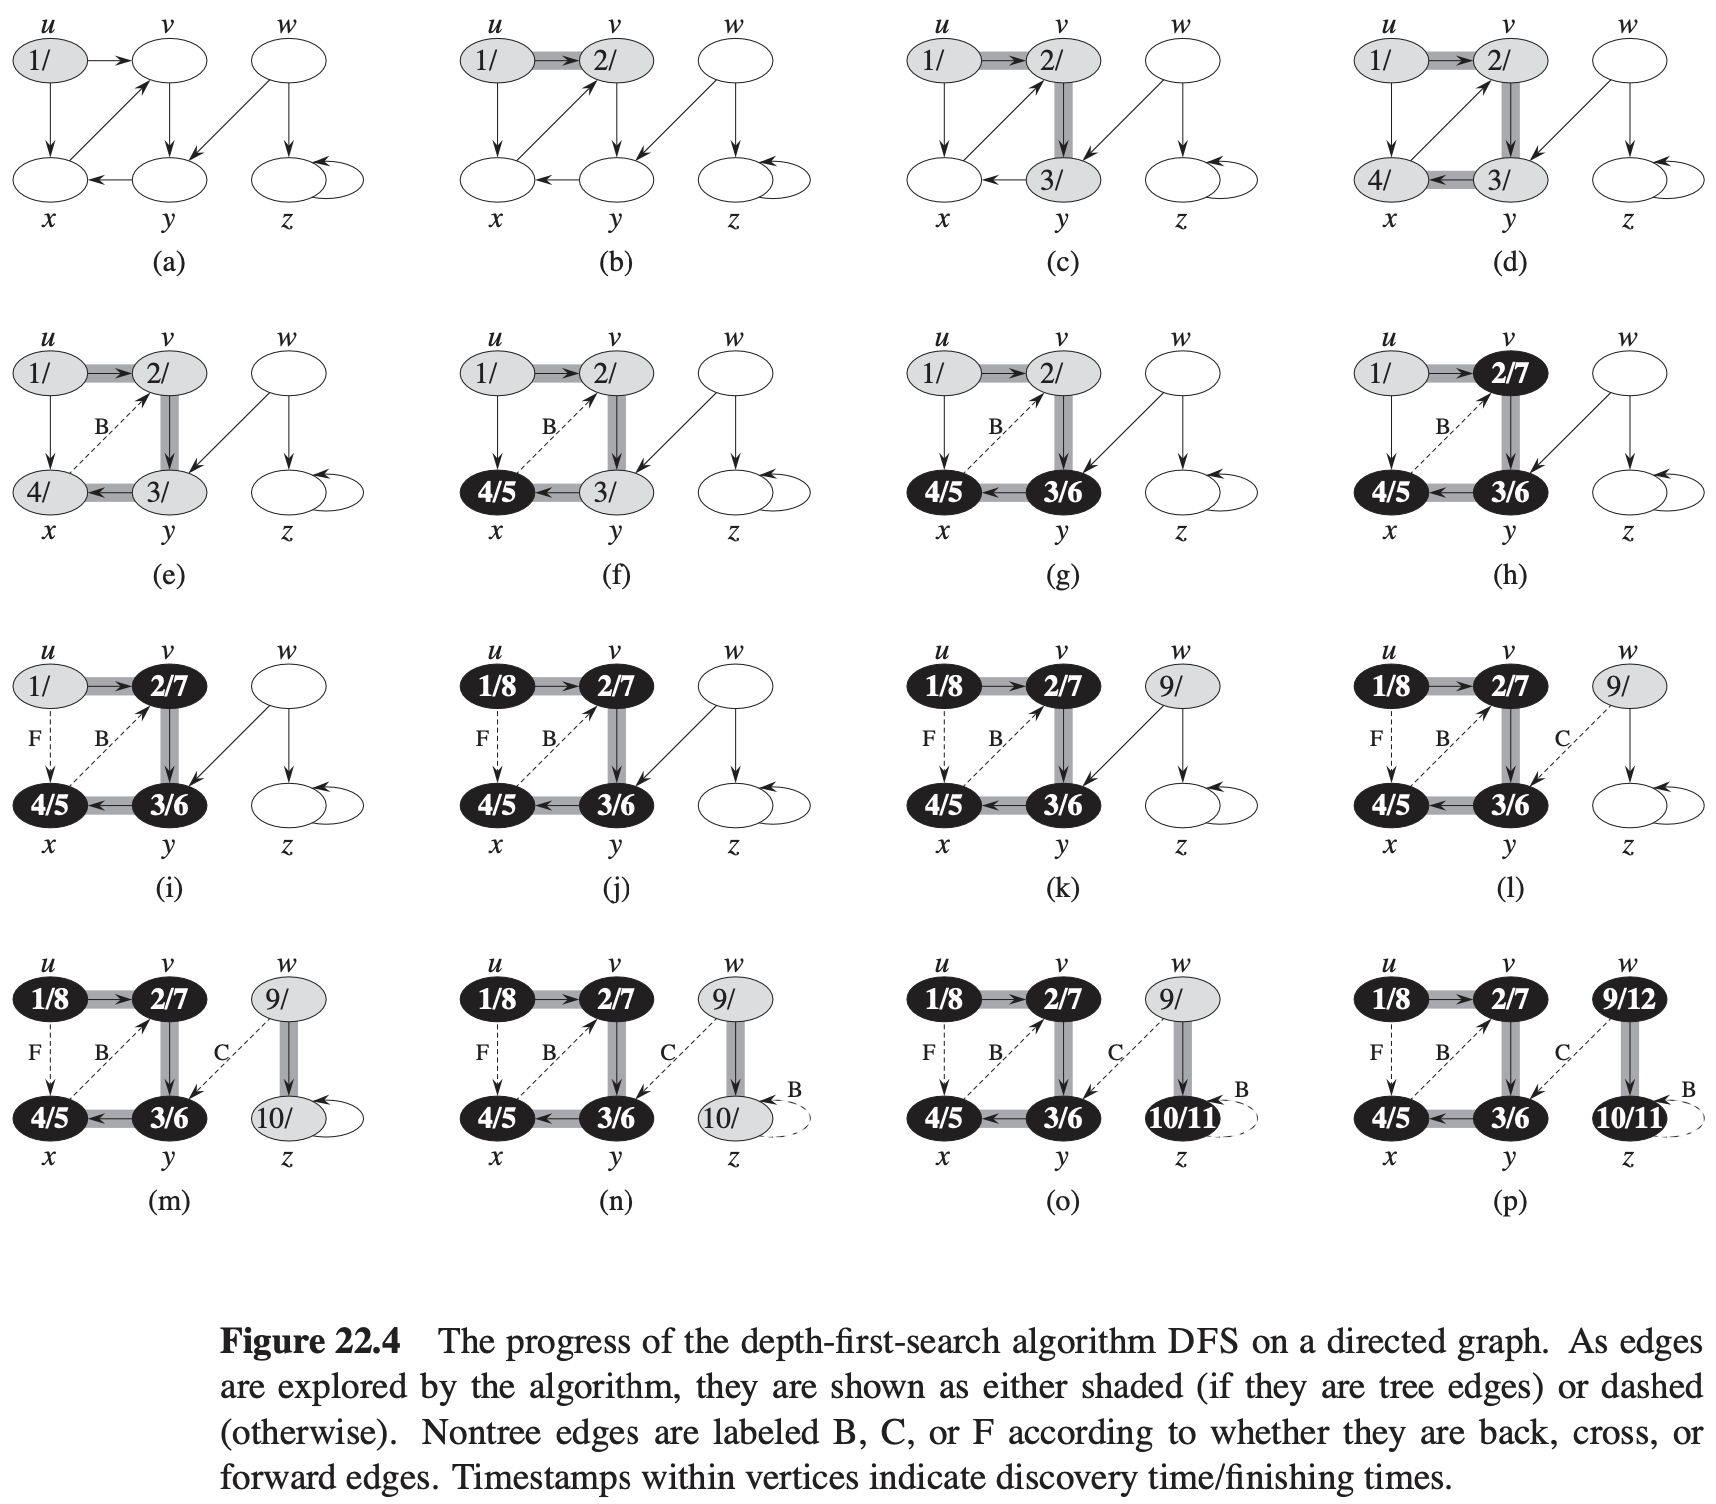 u v w u v w u v w u v w
1/ 1/ 2/ 1/ 2/ 1/ 2/
3/ 4/ 3/
x y z x y z x y z x y z
(a) (b) (c) (d)
u v w u v w u v w u v w
1/ 2/ 1/ 2/ 1/ 2/ 1/ 2/7
B B B B
4/ 3/ 4/5 3/ 4/5 3/6 4/5 3/6
x y z x y z x y z x y z
(e) (f) (g) (h)
u v w u v w u v w u v w
1/ 2/7 1/8 2/7 1/8 2/7 9/ 1/8 2/7 9/
F B F B F B F B C
4/5 3/6 4/5 3/6 4/5 3/6 4/5 3/6
x y z x y z x y z x y z
(i) (j) (k) (l)
u v w u v w u v w u v w
1/8 2/7 9/ 1/8 2/7 9/ 1/8 2/7 9/ 1/8 2/7 9/12
F B C F B C B F B C B F B C B
4/5 3/6 10/ 4/5 3/6 10/ 4/5 3/6 10/11 4/5 3/6 10/11
x y z x y z x y z x y z
(m) (n) (o) (p)
Figure 22.4 The progress of the depth-first-search algorithm DFS on a directed graph. As edges
are explored by the algorithm, they are shown as either shaded (if they are tree edges) or dashed
(otherwise). Nontree edges are labeled B, C, or F according to whether they are back, cross, or
forward edges. Timestamps within vertices indicate discovery time/finishing times.